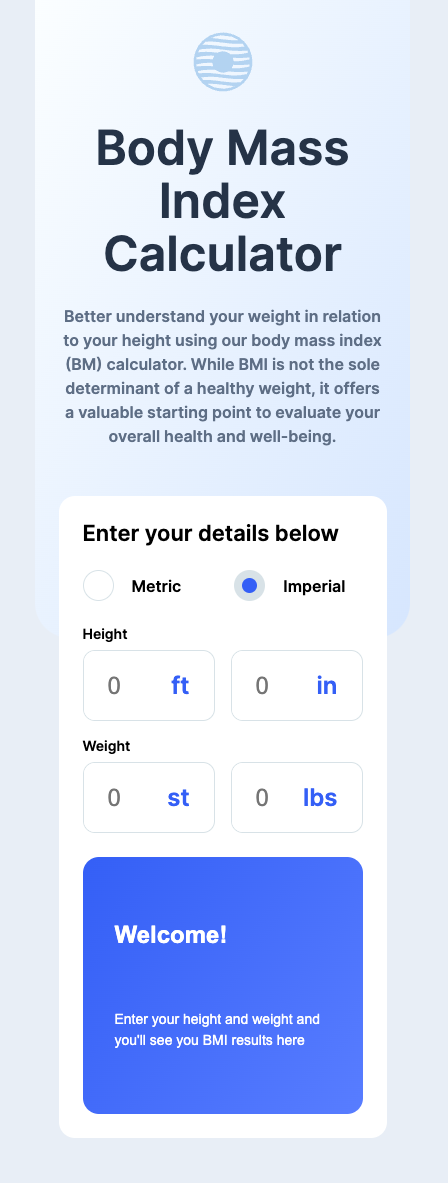 Body Mass
Index
Calculator
Better understand your weight in relation
to your height using our body mass index
(BM) calculator. While BMI is not the sole
determinant of a healthy weight, it offers
a valuable starting point to evaluate your
overall health and well-being.
Enter your details below
Metric Imperial
Height
0 ft 0 in
Weight
0 st 0 lbs
Welcome!
Enter your height and weight and
you'll see you BMI results here